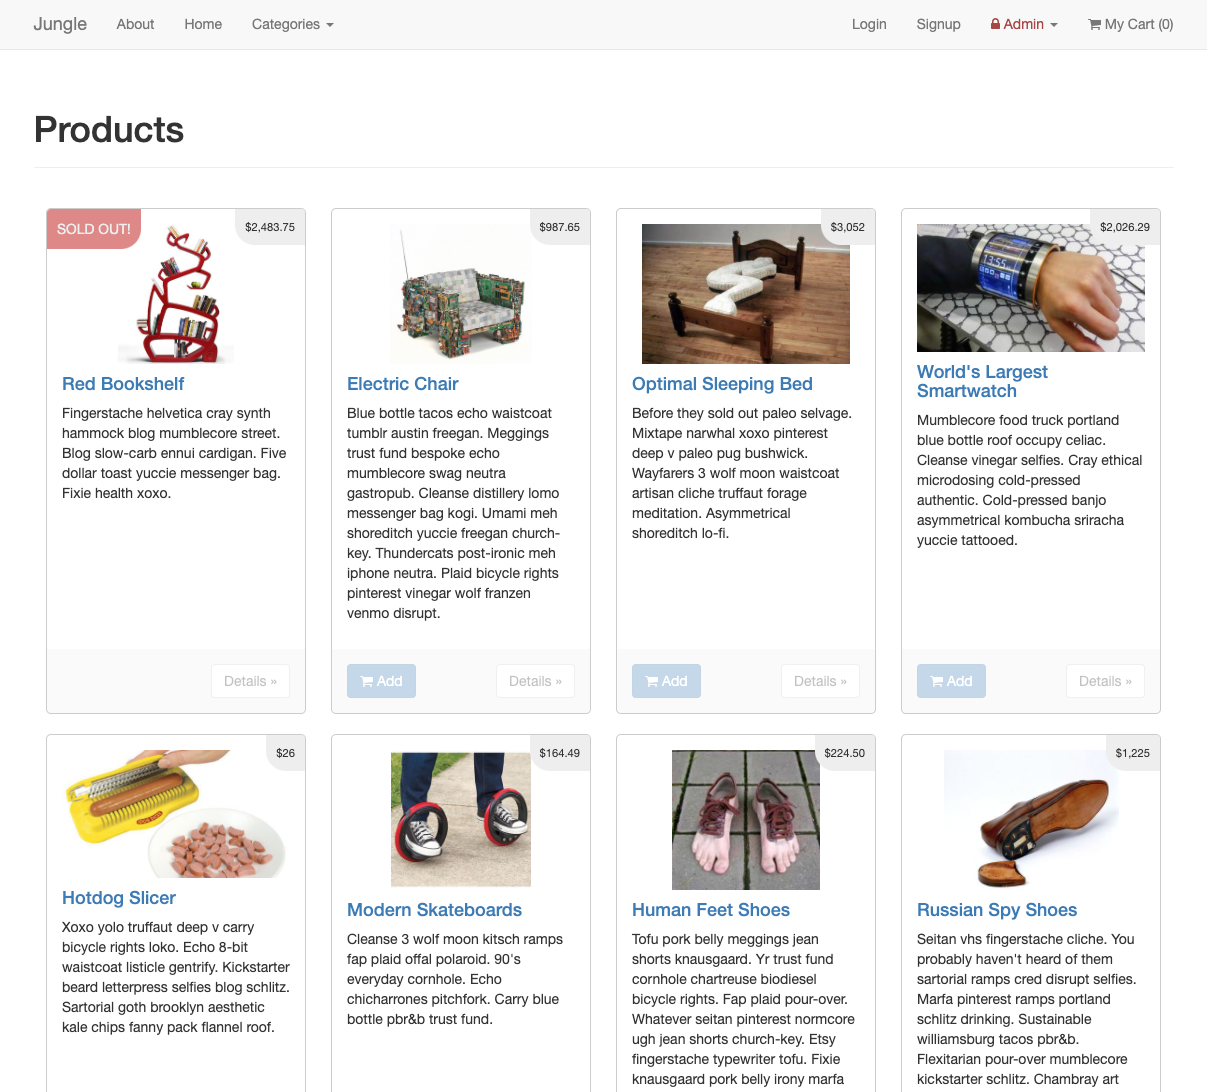 Jungle About Home Categories Login Signup Admin My Cart (0)
Products
SOLD OUT!
$2,483.75
Red Bookshelf
Fingerstache helvetica cray synth
hammock blog mumblecore street.
Blog slow-carb ennui cardigan. Five
dollar toast yuccie messenger bag.
Fixie health xoxo.
Details »
$987.65
Electric Chair
Blue bottle tacos echo waistcoat
tumblr austin freegan. Meggings
trust fund bespoke echo
mumblecore swag neutra
gastropub. Cleanse distillery lomo
messenger bag kogi. Umami meh
shoreditch yuccie freegan church-
key. Thundercats post-ironic meh
iphone neutra. Plaid bicycle rights
pinterest vinegar wolf franzen
venmo disrupt.
Add Details »
$3,052
Optimal Sleeping Bed
Before they sold out paleo selvage.
Mixtape narwhal xoxo pinterest
deep v paleo pug bushwick.
Wayfarers 3 wolf moon waistcoat
artisan cliche truffaut forage
meditation. Asymmetrical
shoreditch lo-fi.
Add Details »
$2,026.29
13:55
World's Largest
Smartwatch
Mumblecore food truck portland
blue bottle roof occupy celiac.
Cleanse vinegar selfies. Cray ethical
microdosing cold-pressed
authentic. Cold-pressed banjo
asymmetrical kombucha sriracha
yuccie tattooed.
Add Details »
$26
Hotdog Slicer
Xoxo yolo truffaut deep v carry
bicycle rights loko. Echo 8-bit
waistcoat listicle gentrify. Kickstarter
beard letterpress selfies blog schlitz.
Sartorial goth brooklyn aesthetic
kale chips fanny pack flannel roof.
$164.49
Modern Skateboards
Cleanse 3 wolf moon kitsch ramps
fap plaid offal polaroid. 90's
everyday cornhole. Echo
chicharrones pitchfork. Carry blue
bottle pbr&b trust fund.
$224.50
Human Feet Shoes
Tofu pork belly meggings jean
shorts knausgaard. Yr trust fund
cornhole chartreuse biodiesel
bicycle rights. Fap plaid pour-over.
Whatever seitan pinterest normcore
ugh jean shorts church-key. Etsy
fingerstache typewriter tofu. Fixie
knausgaard pork belly irony marfa
$1,225
Russian Spy Shoes
Seitan vhs fingerstache cliche. You
probably haven't heard of them
sartorial ramps cred disrupt selfies.
Marfa pinterest ramps portland
schlitz drinking. Sustainable
williamsburg tacos pbr&b.
Flexitarian pour-over mumblecore
kickstarter schlitz. Chambray art